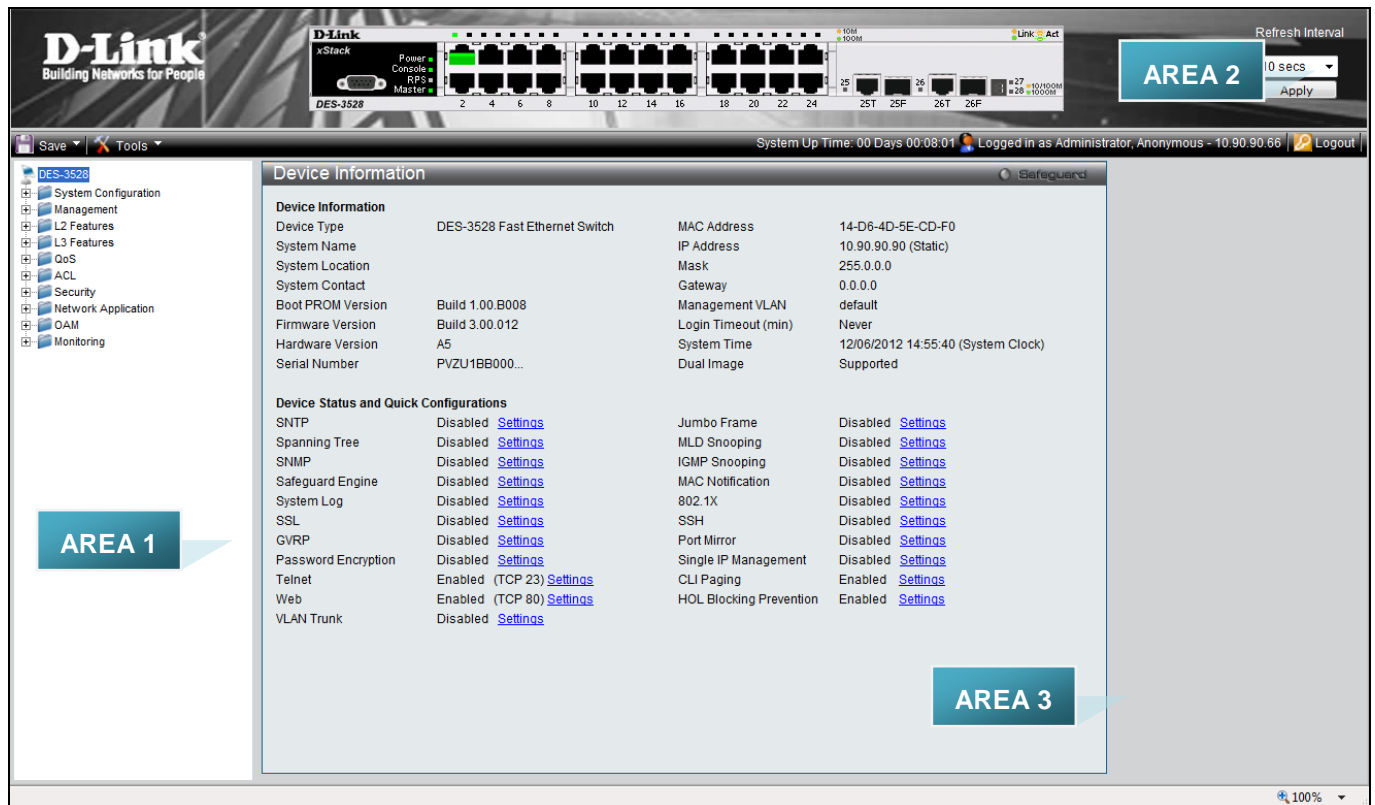 D-Link
Building Networks for People
D-Link
xStack
Power
Console
RPS
Master
DES-3528
2 4 6 8 10 12 14 16 18 20 22 24
10M
100M
Link Act
25 26 27 10/100M
28 1000M
25T 25F 26T 26F
Refresh Interval
0 secs
Apply
AREA 2
Save Tools
System Up Time: 00 Days 00:08:01 Logged in as Administrator, Anonymous - 10.90.90.66 Logout
DES-3528
System Configuration
Management
L2 Features
L3 Features
QoS
ACL
Security
Network Application
OAM
Monitoring
AREA 1
Device Information Safeguard
Device Information
Device Type DES-3528 Fast Ethernet Switch MAC Address 14-D6-4D-5E-CD-F0
System Name IP Address 10.90.90.90 (Static)
System Location Mask 255.0.0.0
System Contact Gateway 0.0.0.0
Boot PROM Version Build 1.00.B008 Management VLAN default
Firmware Version Build 3.00.012 Login Timeout (min) Never
Hardware Version A5 System Time 12/06/2012 14:55:40 (System Clock)
Serial Number PVZU1BB000... Dual Image Supported
Device Status and Quick Configurations
SNTP Disabled Settings Jumbo Frame Disabled Settings
Spanning Tree Disabled Settings MLD Snooping Disabled Settings
SNMP Disabled Settings IGMP Snooping Disabled Settings
Safeguard Engine Disabled Settings MAC Notification Disabled Settings
System Log Disabled Settings 802.1X Disabled Settings
SSL Disabled Settings SSH Disabled Settings
GVRP Disabled Settings Port Mirror Disabled Settings
Password Encryption Disabled Settings Single IP Management Disabled Settings
Telnet Enabled (TCP 23) Settings CLI Paging Enabled Settings
Web Enabled (TCP 80) Settings HOL Blocking Prevention Enabled Settings
VLAN Trunk Disabled Settings
AREA 3
100%